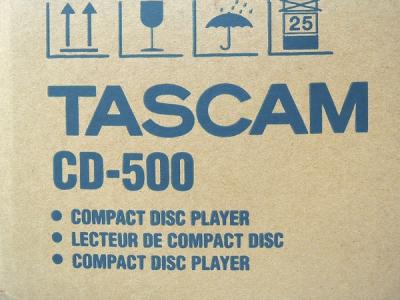 25
TASCAM
CD-500
• COMPACT DISC PLAYER
• LECTEUR DE COMPACT DISC
• COMPACT DISC PLAYER